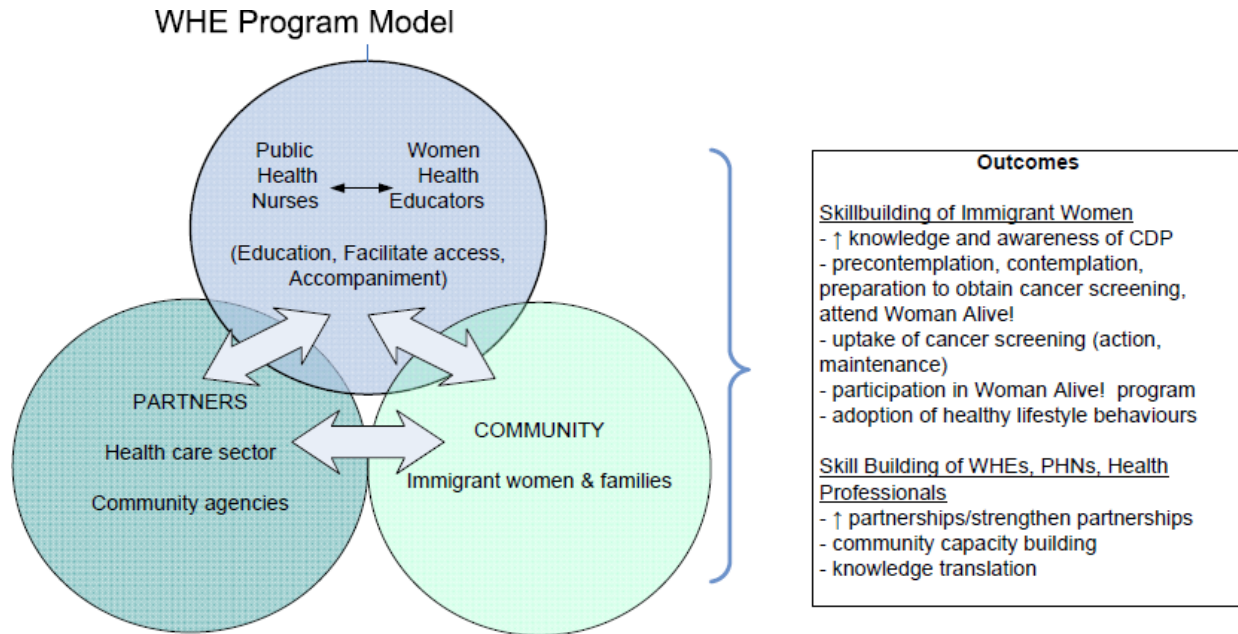 WHE Program Model
Public Women
Health Health
Nurses Educators
(Education, Facilitate access,
Accompaniment)
PARTNERS
Health care sector
Community agencies
COMMUNITY
Immigrant women & families
Outcomes
Skillbuilding of Immigrant Women
- ↑ knowledge and awareness of CDP
- precontemplation, contemplation,
preparation to obtain cancer screening,
attend Woman Alive!
- uptake of cancer screening (action,
maintenance)
- participation in Woman Alive! program
- adoption of healthy lifestyle behaviours
Skill Building of WHEs, PHNs, Health
Professionals
- ↑ partnerships/strengthen partnerships
- community capacity building
- knowledge translation